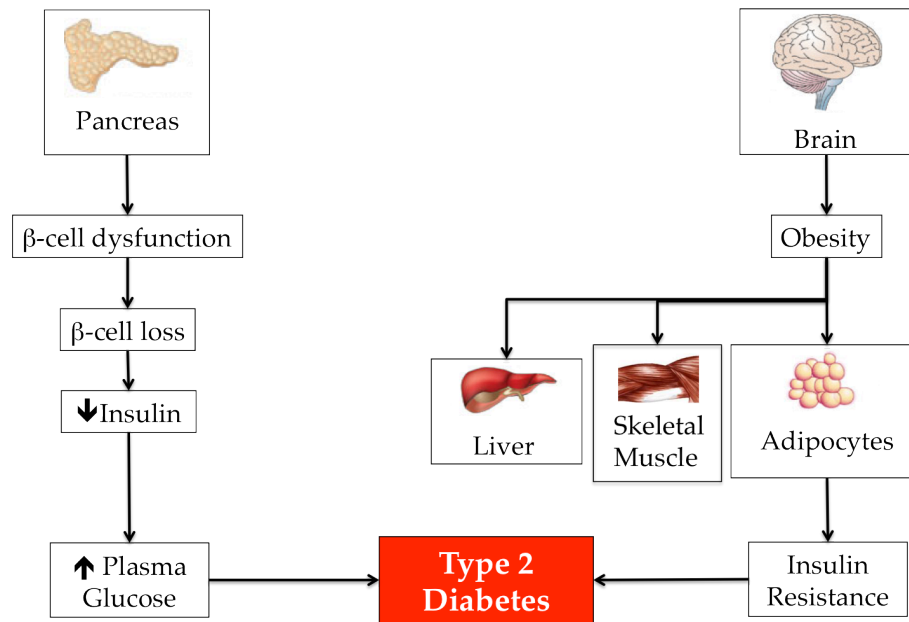 Pancreas
β-cell dysfunction
β-cell loss
🡇Insulin
🡅 Plasma
Glucose
Brain
Obesity
Liver
Skeletal
Muscle
Adipocytes
Insulin
Resistance
Type 2
Diabetes